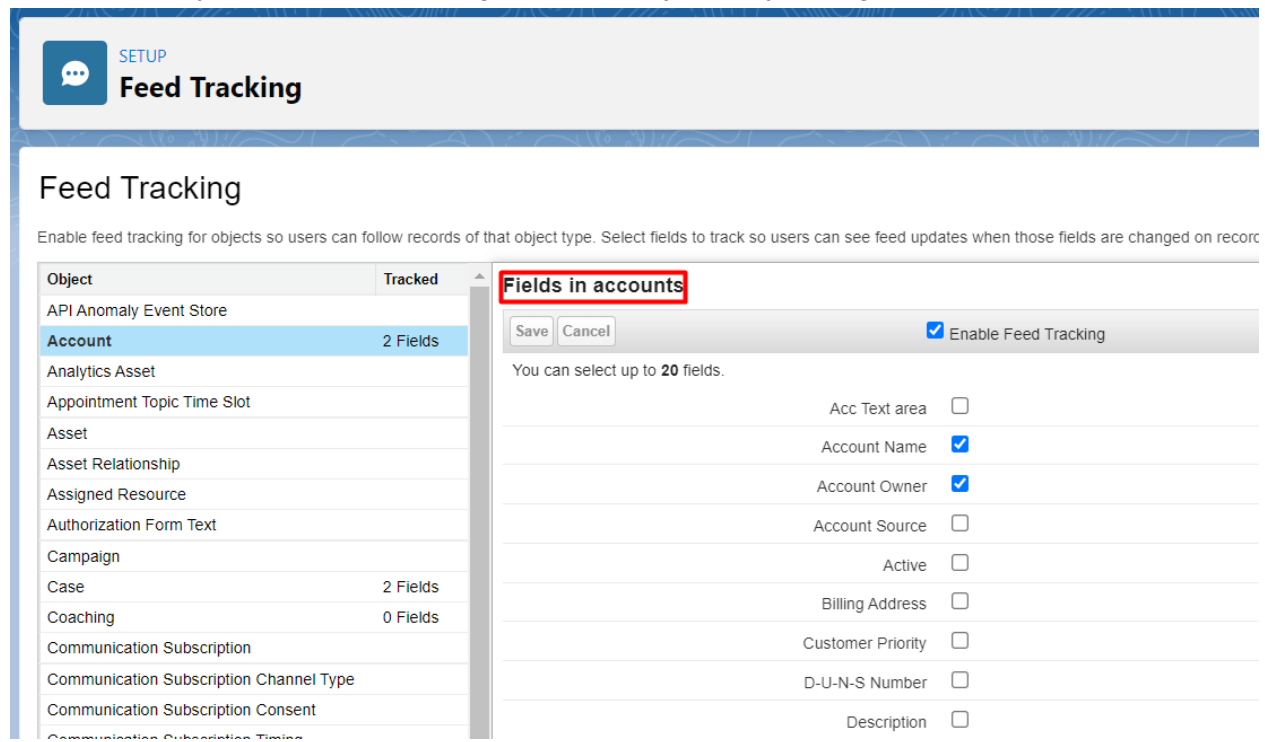 SETUP
Feed Tracking
Feed Tracking
Enable feed tracking for objects so users can follow records of that object type. Select fields to track so users can see feed updates when those fields are changed on recor
Object Tracked
API Anomaly Event Store
Account 2 Fields
Analytics Asset
Appointment Topic Time Slot
Asset
Asset Relationship
Assigned Resource
Authorization Form Text
Campaign
Case 2 Fields
Coaching 0 Fields
Communication Subscription
Communication Subscription Channel Type
Communication Subscription Consent
Communication Subscription Timing
Fields in accounts
Save Cancel Enable Feed Tracking
You can select up to 20 fields.
Acc Text area
Account Name
Account Owner
Account Source
Active
Billing Address
Customer Priority
D-U-N-S Number
Description